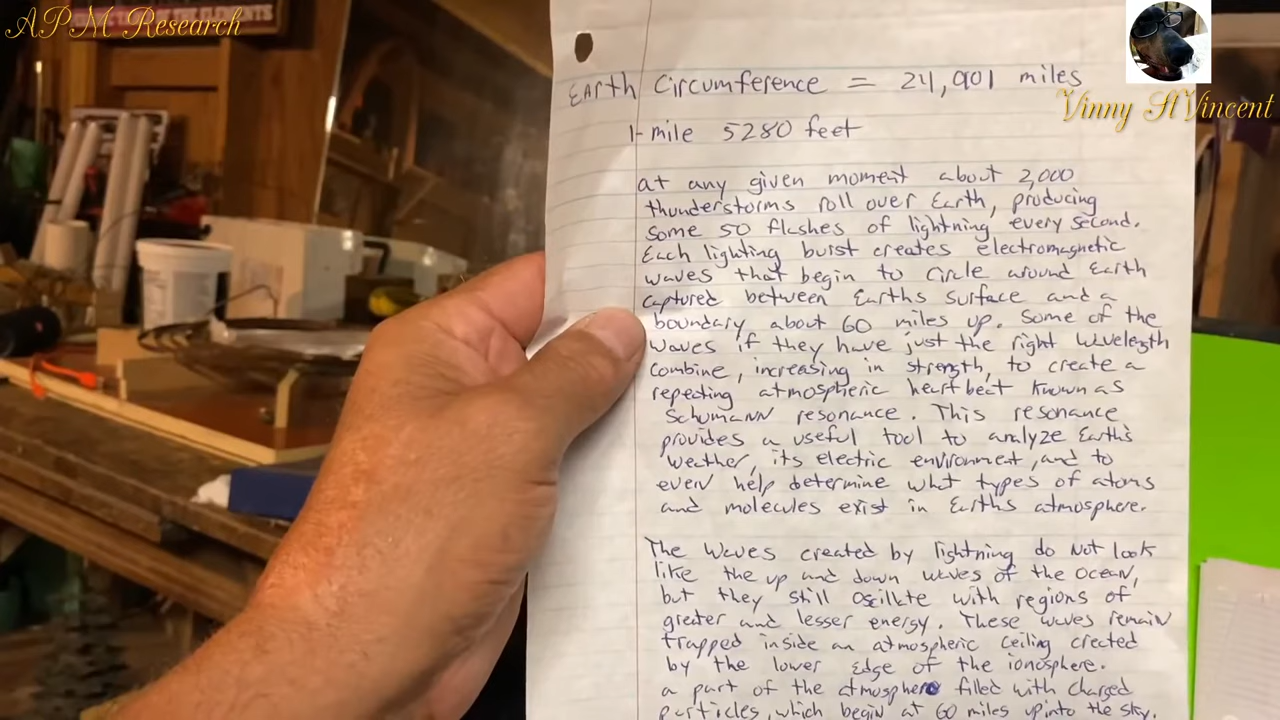 APM Research
ELEMENTS
Vinny StVincent
EArth Circumference = 24,901 miles
1-mile 5280 feet
at any given moment about 2,000
thunderstorms roll over Earth, producing
some 50 flashes of lightning every second.
Each lighting burst creates electromagnetic
waves that begin to circle around Earth
captured between Earths surface and a
boundary about 60 miles up. Some of the
waves if they have just the right wavelength
combine, increasing in strength, to create a
repeating atmospheric heartbeat known as
SchumaNN resonance. This resonance
provides a useful tool to analyze Earth's
weather, its electric environment, and to
even help determine what types of atoms
and molecules exist in Earth's atmosphere.
The waves created by lightning do not look
like the up and down waves of the ocean,
but they still oscillate with regions of
greater and lesser energy. These waves remain
trapped inside an atmospheric ceiling created
by the lower edge of the ionosphere.
a part of the atmosphere filled with charged
particles, which begin at 60 miles up into the sky.